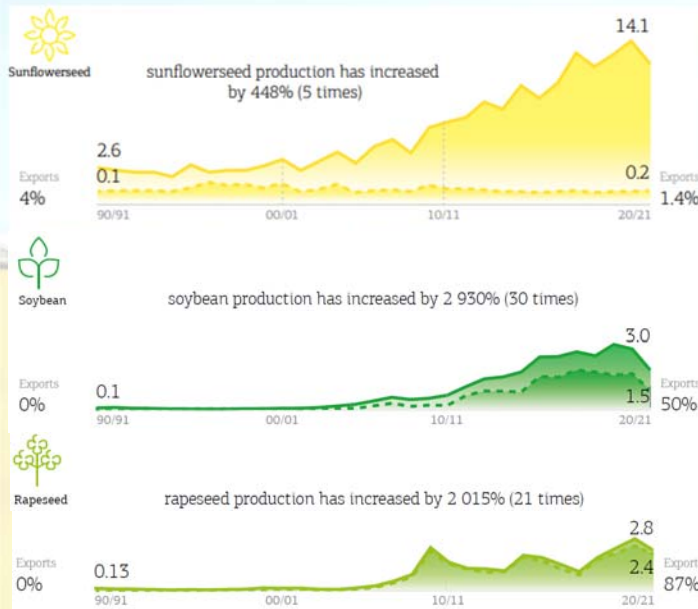 14.1
Sunflowerseed
sunflowerseed production has increased
by 448% (5 times)
2.6
0.1
0.2
Exports
4%
Exports
1.4%
90/91
00/01
10/11
20/21
Soybean
soybean production has increased by 2 930% (30 times)
3.0
Exports
0%
0.1
1.5
Exports
50%
90/91
00/01
10/11
20/21
Rapeseed
rapeseed production has increased by 2 015% (21 times)
2.8
Exports
0%
0.13
2.4
Export
87%
90/91
00/01
10/11
20/21